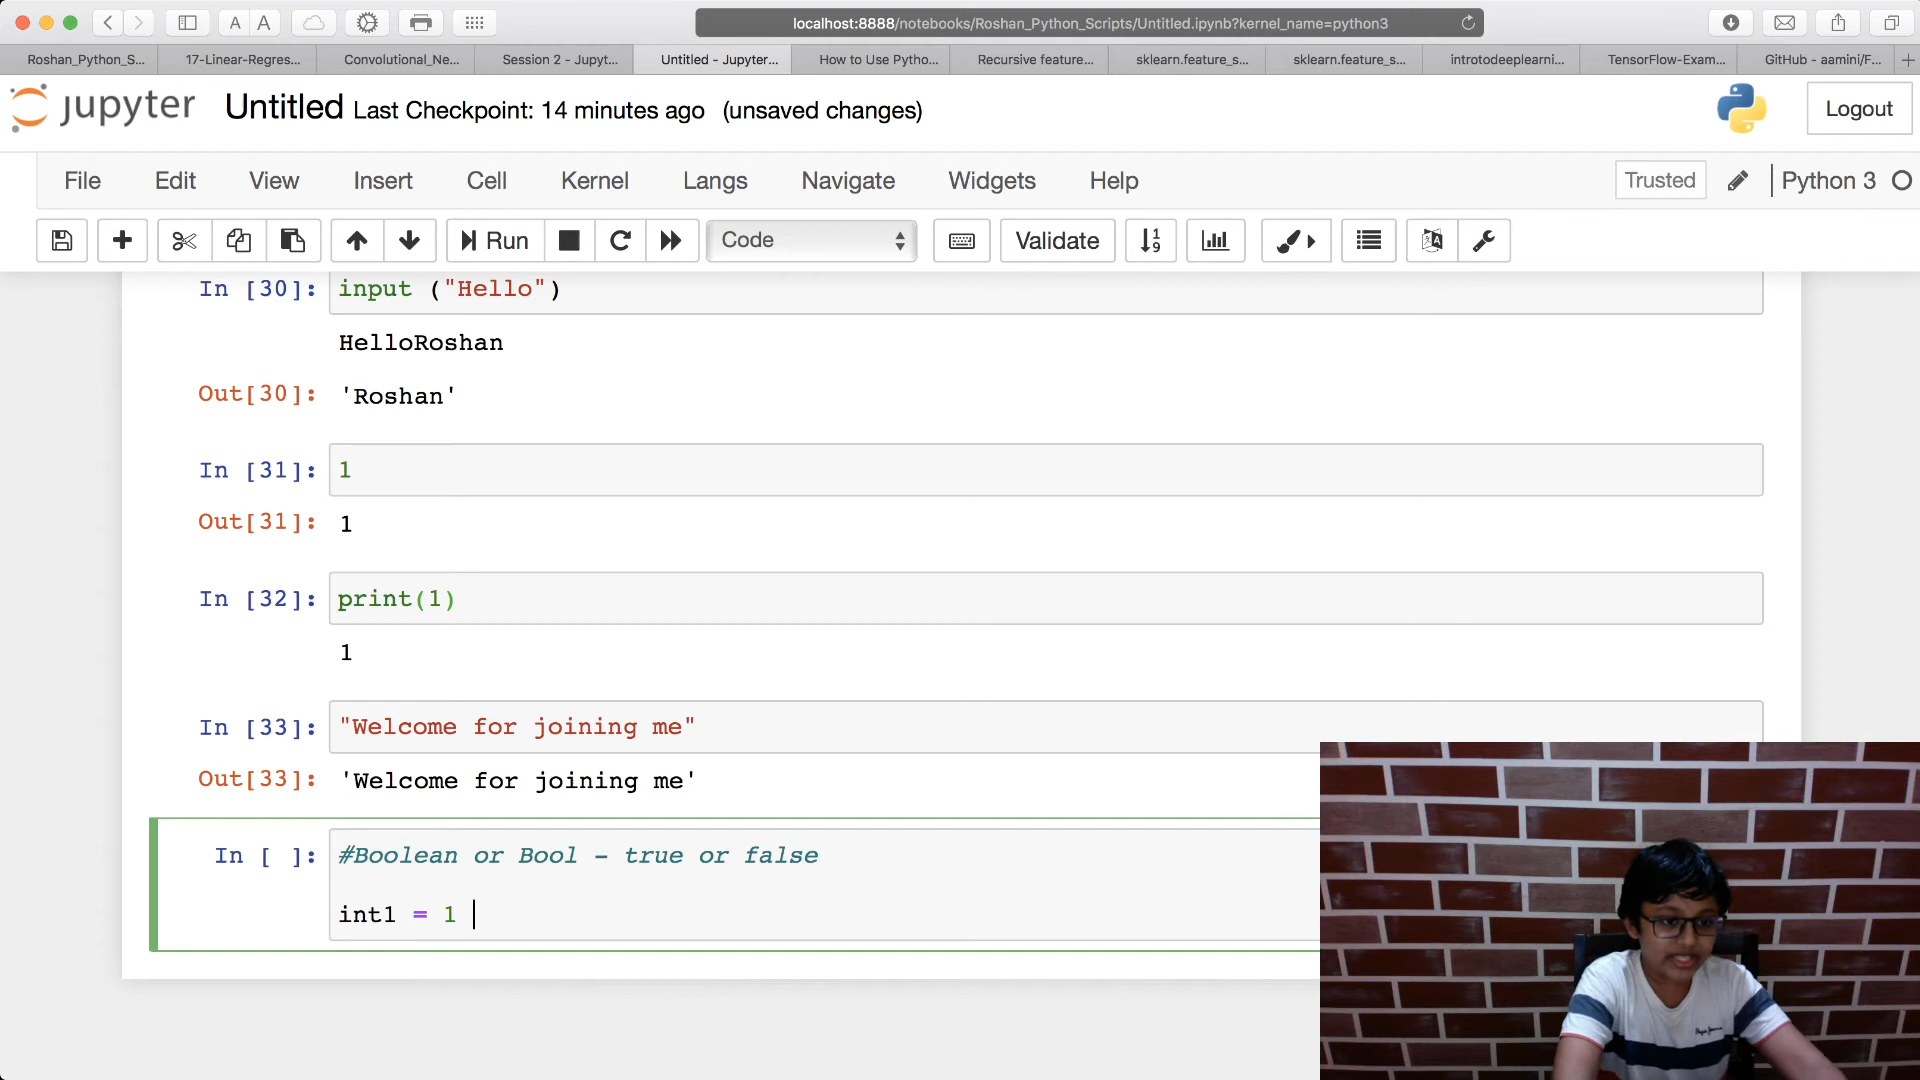 A A localhost:8888/notebooks/Roshan_Python_Scripts/Untitled.ipynb?kernel_name=python3
Roshan_Python_S... 17-Linear-Regres... Convolutional_Ne... Session 2 - Jupyt... Untitled - Jupyter... How to Use Pytho... Recursive feature... sklearn.feature_s... sklearn.feature_s... introtodeeplearni... TensorFlow-Exam... GitHub - aamini/F...
jupyter Untitled Last Checkpoint: 14 minutes ago (unsaved changes) Logout
File Edit View Insert Cell Kernel Langs Navigate Widgets Help Trusted Python 3
Run Code Validate
In [30]: input ("Hello")
HelloRoshan
Out[30]: 'Roshan'
In [31]: 1
Out[31]: 1
In [32]: print(1)
1
In [33]: "Welcome for joining me"
Out[33]: 'Welcome for joining me'
In [ ]: #Boolean or Bool - true or false
int1 = 1